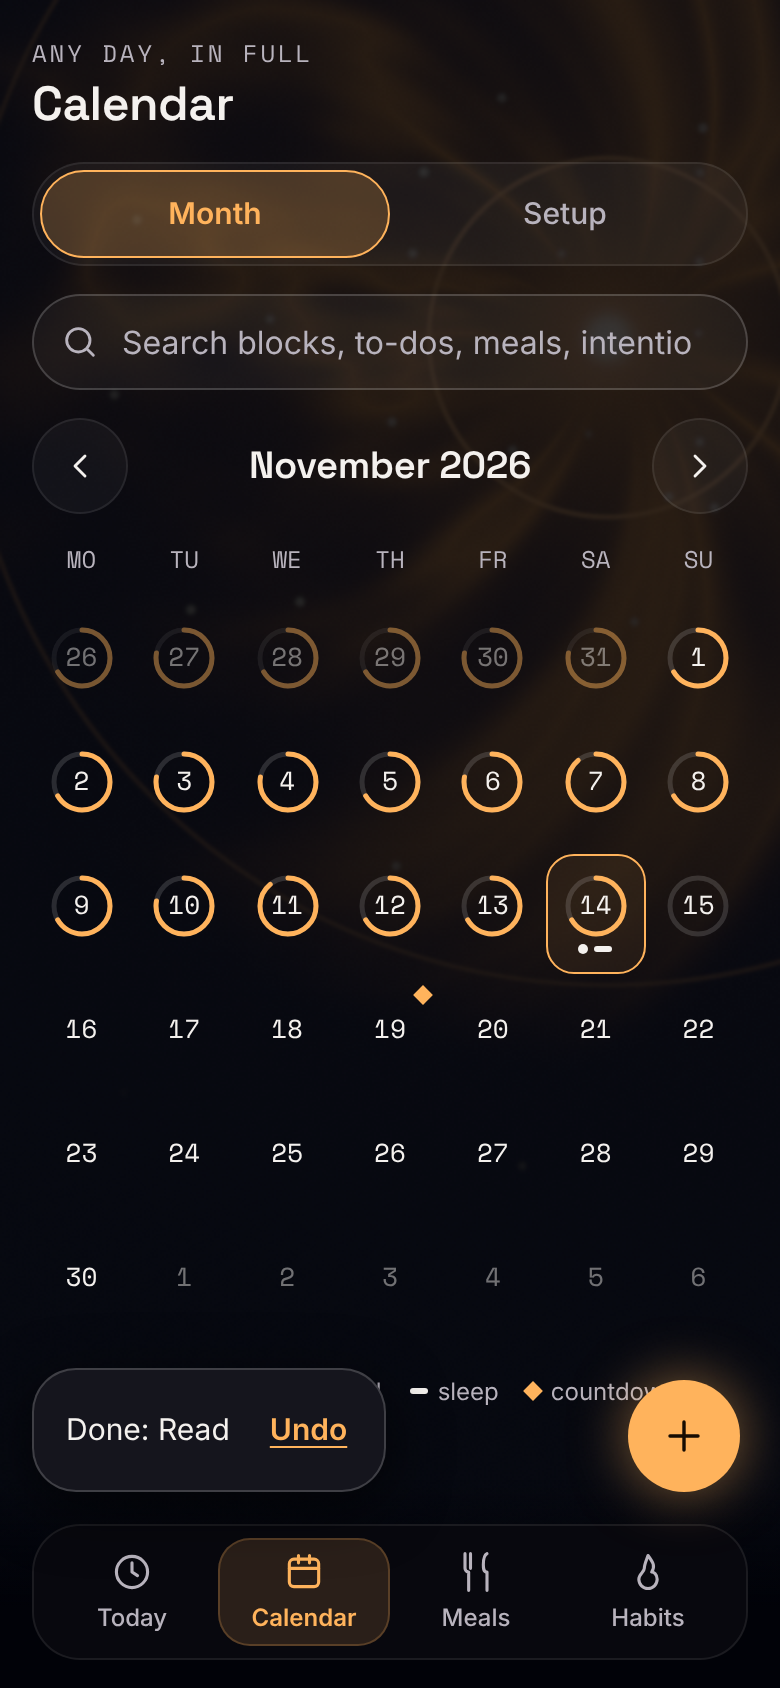 ANY DAY, IN FULL
Calendar
Month Setup
Search blocks, to-dos, meals, intentio
November 2026
MO TU WE TH FR SA SU
26 27 28 29 30 31 1
2 3 4 5 6 7 8
9 10 11 12 13 14 15
16 17 18 19 20 21 22
23 24 25 26 27 28 29
30 1 2 3 4 5 6
sleep
Done: Read Undo
Today Calendar Meals Habits